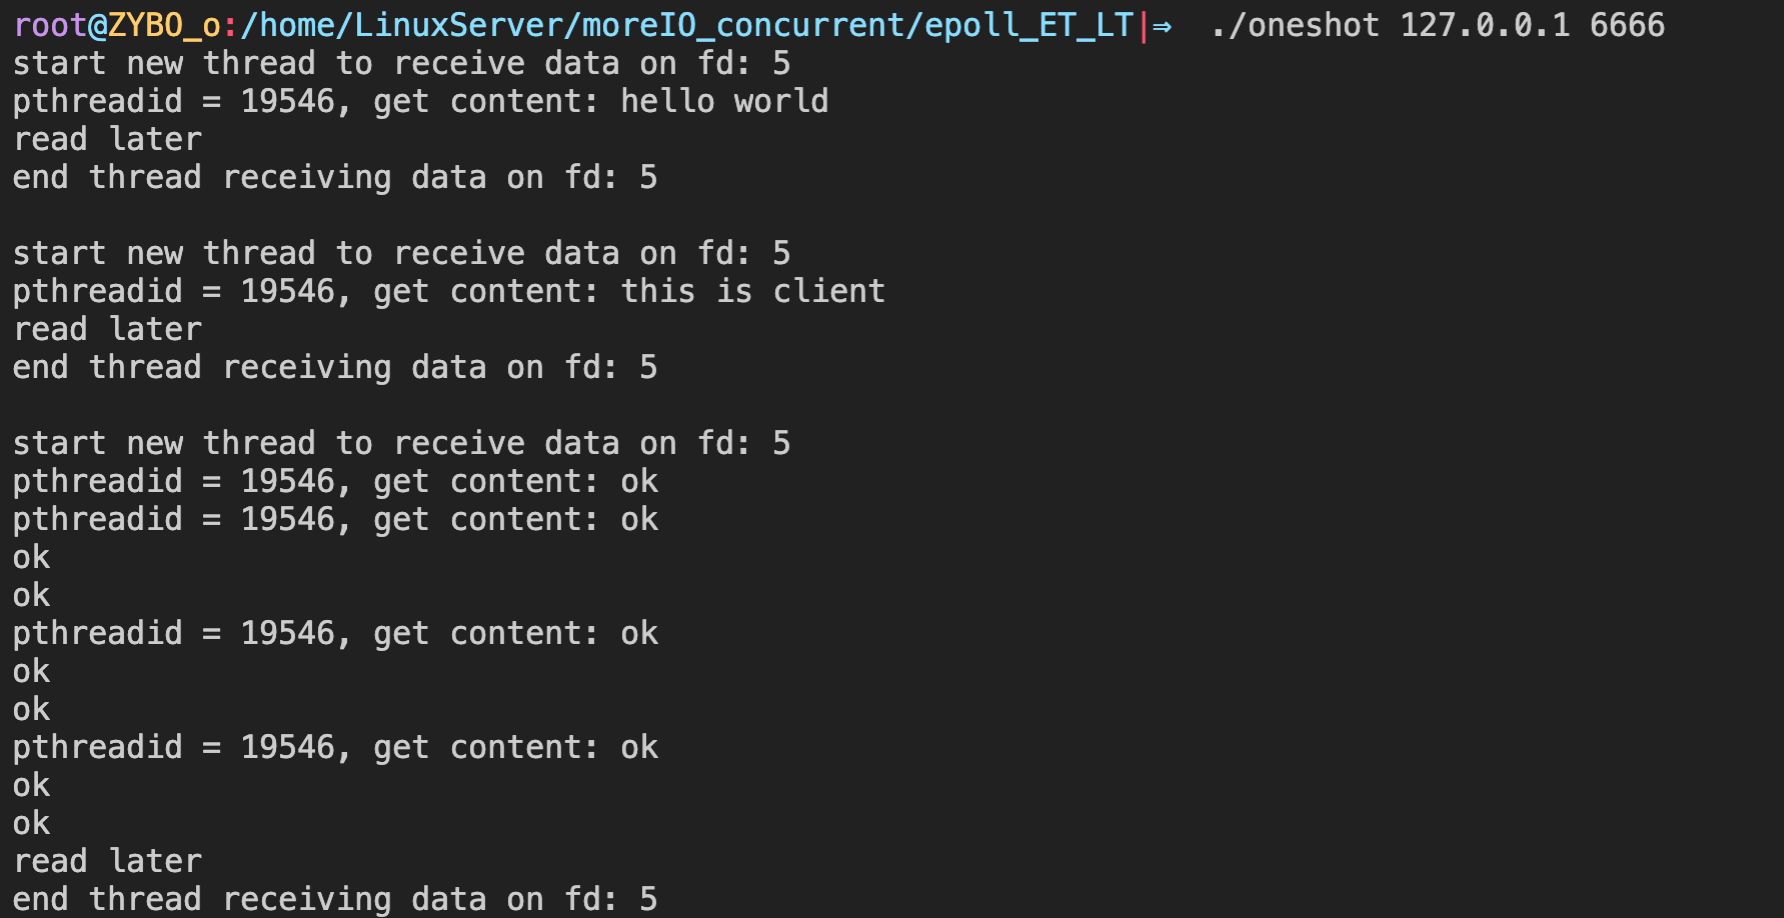 root@ZYBO_o:/home/LinuxServer/moreIO_concurrent/epoll_ET_LT|⇒  ./oneshot 127.0.0.1 6666
start new thread to receive data on fd: 5
pthreadid = 19546, get content: hello world
read later
end thread receiving data on fd: 5
start new thread to receive data on fd: 5
pthreadid = 19546, get content: this is client
read later
end thread receiving data on fd: 5
start new thread to receive data on fd: 5
pthreadid = 19546, get content: ok
pthreadid = 19546, get content: ok
ok
ok
pthreadid = 19546, get content: ok
ok
ok
pthreadid = 19546, get content: ok
ok
ok
read later
end thread receiving data on fd: 5